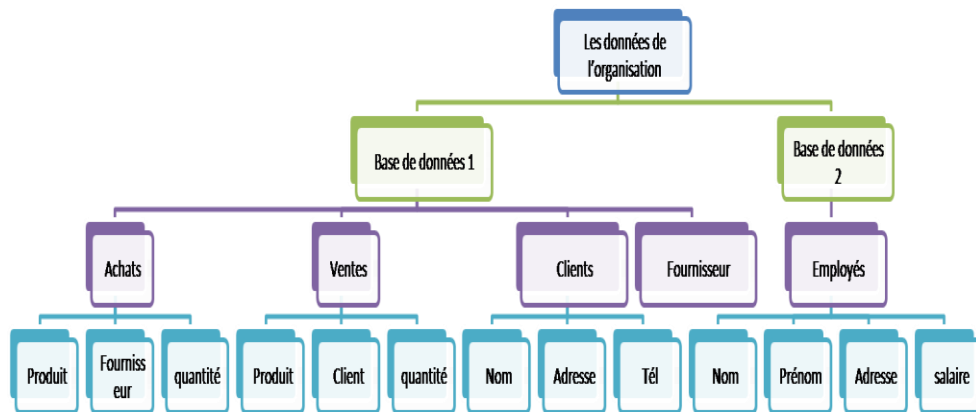 Les données de
l'organisation
Base de données 1
Base de données
2
Achats
Ventes
Clients
Fournisseur
Employés
Produit
Fourniss
eur
quantité
Produit
Client
quantité
Nom
Adresse
Tél
Nom
Prénom
Adresse
salaire